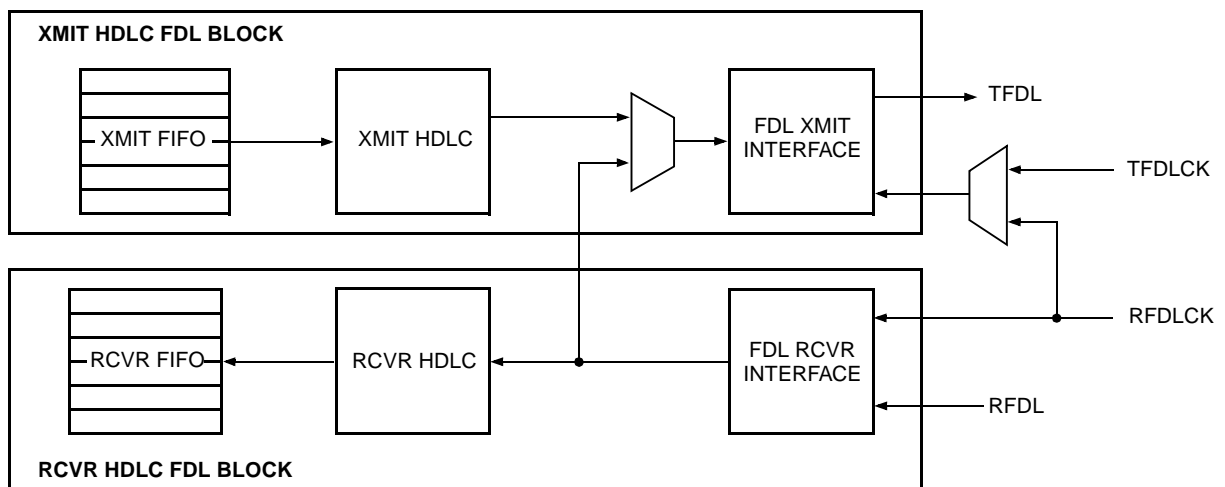 XMIT HDLC FDL BLOCK
XMIT FIFO
XMIT HDLC
FDL XMIT
INTERFACE
TFDL
TFDLCK
RFDLCK
RCVR FIFO
RCVR HDLC
FDL RCVR
INTERFACE
RFDL
RCVR HDLC FDL BLOCK